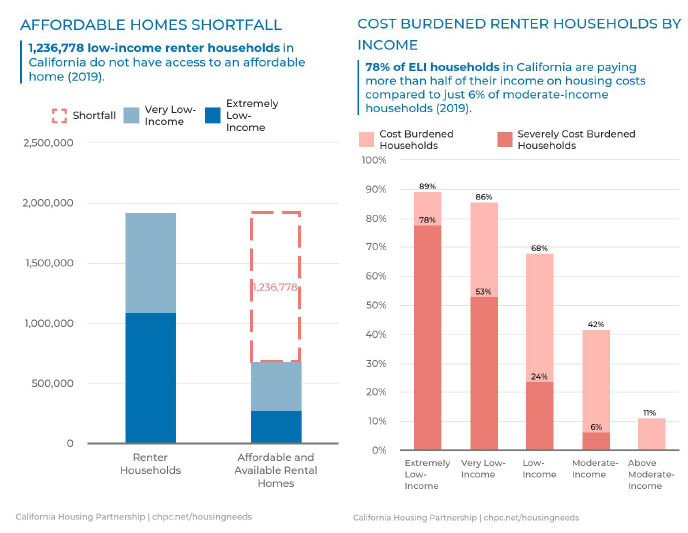 AFFORDABLE HOMES SHORTFALL
1,236,778 low-income renter households in
California do not have access to an affordable
home (2019).
Shortfall
Very Low-
Income
Extremely
Low-
Income
2,500,000
2,000,000
1,500,000
1,000,000
500,000
0
1,236,778
Renter
Households
Affordable and
Available Rental
Homes
California Housing Partnership | chpc.net/housingneeds
COST BURDENED RENTER HOUSEHOLDS BY
INCOME
78% of ELI households in California are paying
more than half of their income on housing costs
compared to just 6% of moderate-income
households (2019).
Cost Burdened
Households
Severely Cost Burdened
Households
100%
90%
80%
70%
60%
50%
40%
30%
20%
10%
0%
89%
78%
86%
53%
68%
24%
42%
6%
11%
Extremely
Low-
Income
Very Low-
Income
Low-
Income
Moderate-
Income
Above
Moderate-
Income
California Housing Partnership | chpc.net/housingneeds